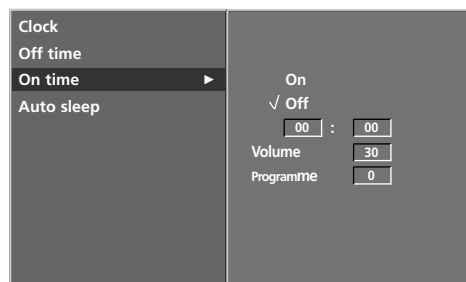 Clock
Off time
On time ►
Auto sleep
On
√ Off
00 : 00
Volume 30
Programme 0